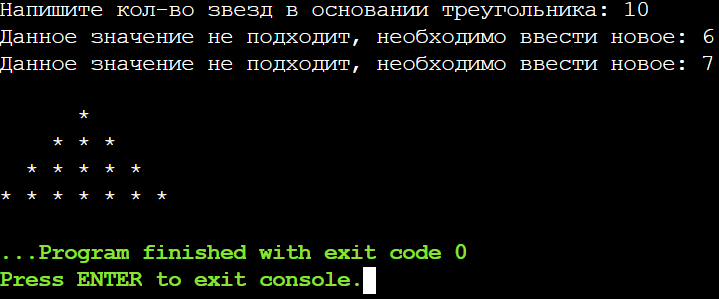 Напишите кол-во звезд в основании треугольника: 10
Данное значение не подходит, необходимо ввести новое: 6
Данное значение не подходит, необходимо ввести новое: 7
*
* * *
* * * * *
* * * * * * *
...Program finished with exit code 0
Press ENTER to exit console.